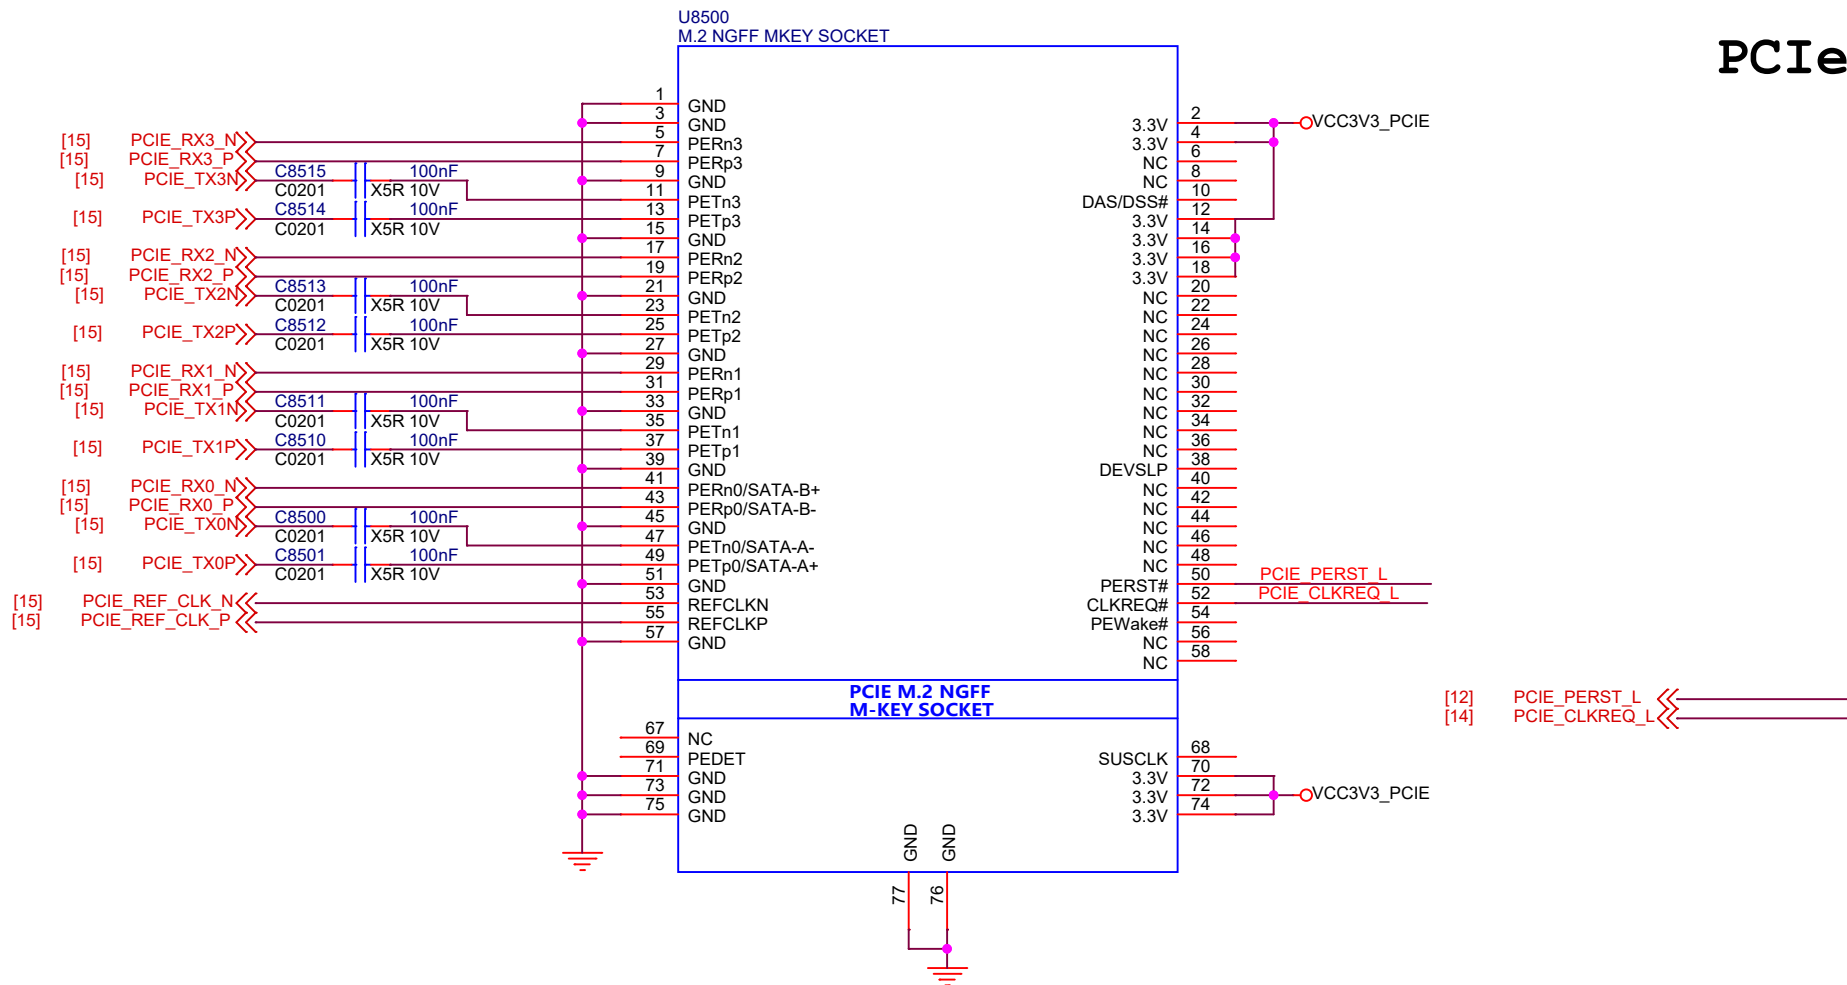 U8500
M.2 NGFF MKEY SOCKET
PCIe
1 GND
3 GND
[15] PCIE_RX3_N 5 PERn3
[15] PCIE_RX3_P 7 PERp3
[15] PCIE_TX3N C8515 100nF 9 GND
C0201 X5R 10V 11 PETn3
[15] PCIE_TX3P C8514 100nF 13 PETp3
C0201 X5R 10V 15 GND
[15] PCIE_RX2_N 17 PERn2
[15] PCIE_RX2_P 19 PERp2
[15] PCIE_TX2N C8513 100nF 21 GND
C0201 X5R 10V 23 PETn2
[15] PCIE_TX2P C8512 100nF 25 PETp2
C0201 X5R 10V 27 GND
[15] PCIE_RX1_N 29 PERn1
[15] PCIE_RX1_P 31 PERp1
[15] PCIE_TX1N C8511 100nF 33 GND
C0201 X5R 10V 35 PETn1
[15] PCIE_TX1P C8510 100nF 37 PETp1
C0201 X5R 10V 39 GND
[15] PCIE_RX0_N 41 PERn0/SATA-B+
[15] PCIE_RX0_P 43 PERp0/SATA-B-
[15] PCIE_TX0N C8500 100nF 45 GND
C0201 X5R 10V 47 PETn0/SATA-A-
[15] PCIE_TX0P C8501 100nF 49 PETp0/SATA-A+
C0201 X5R 10V 51 GND
[15] PCIE_REF_CLK_N 53 REFCLKN
[15] PCIE_REF_CLK_P 55 REFCLKP
57 GND
3.3V 2 VCC3V3_PCIE
3.3V 4
NC 6
NC 8
DAS/DSS# 10
3.3V 12
3.3V 14
3.3V 16
3.3V 18
NC 20
NC 22
NC 24
NC 26
NC 28
NC 30
NC 32
NC 34
NC 36
DEVSLP 38
NC 40
NC 42
NC 44
NC 46
NC 48
PERST# 50 PCIE_PERST_L
CLKREQ# 52 PCIE_CLKREQ_L
PEWake# 54
NC 56
NC 58
PCIE M.2 NGFF
M-KEY SOCKET
[12] PCIE_PERST_L
[14] PCIE_CLKREQ_L
67 NC
69 PEDET
71 GND
73 GND
75 GND
SUSCLK 68
3.3V 70
3.3V 72 VCC3V3_PCIE
3.3V 74
GND GND
77 76